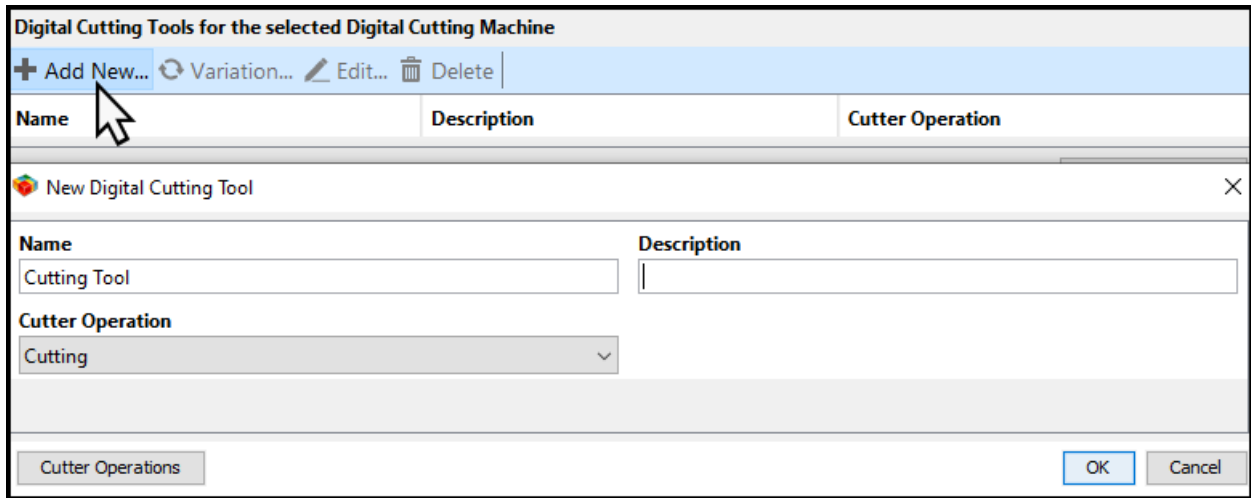 Digital Cutting Tools for the selected Digital Cutting Machine
Add New... Variation... Edit... Delete
Name Description Cutter Operation
New Digital Cutting Tool
Name Description
Cutting Tool
Cutter Operation
Cutting
Cutter Operations OK Cancel